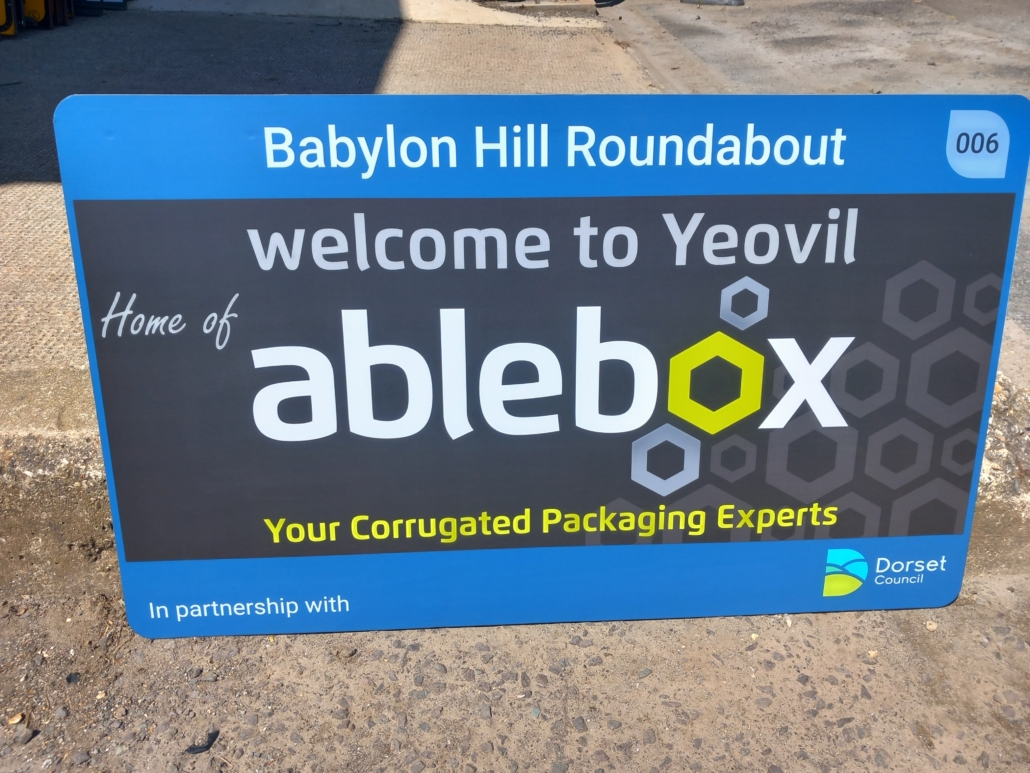 Babylon Hill Roundabout
006
welcome to Yeovil
Home of
ablebox
Your Corrugated Packaging Experts
In partnership with
Dorset
Council